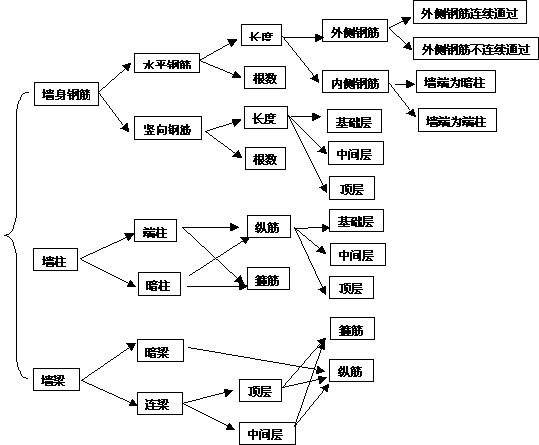 外侧钢筋连续通过
长度
外侧钢筋
外侧钢筋不连续通过
水平钢筋
根数
内侧钢筋
墙端为暗柱
墙身钢筋
墙端为端柱
长度
基础层
竖向钢筋
中间层
根数
顶层
基础层
端柱
纵筋
中间层
墙柱
暗柱
箍筋
顶层
箍筋
暗梁
纵筋
墙梁
顶层
连梁
中间层